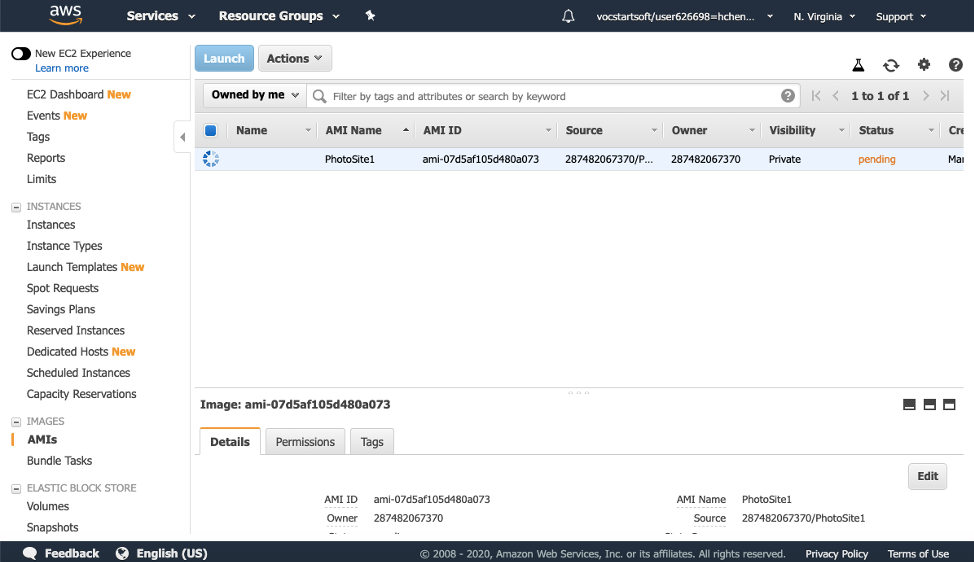 aws
Services Resource Groups vocstartsoft/user626698=hchen... N. Virginia Support
New EC2 Experience
Learn more
EC2 Dashboard New
Events New
Tags
Reports
Limits
INSTANCES
Instances
Instance Types
Launch Templates New
Spot Requests
Savings Plans
Reserved Instances
Dedicated Hosts New
Scheduled Instances
Capacity Reservations
IMAGES
AMIs
Bundle Tasks
ELASTIC BLOCK STORE
Volumes
Snapshots
Launch Actions
Owned by me Filter by tags and attributes or search by keyword 1 to 1 of 1
Name AMI Name AMI ID Source Owner Visibility Status Cre
PhotoSite1 ami-07d5af105d480a073 287482067370/P... 287482067370 Private pending Mar
Image: ami-07d5af105d480a073
Details Permissions Tags
Edit
AMI ID ami-07d5af105d480a073 AMI Name PhotoSite1
Owner 287482067370 Source 287482067370/PhotoSite1
Feedback English (US) © 2008 - 2020, Amazon Web Services, Inc. or its affiliates. All rights reserved. Privacy Policy Terms of Use